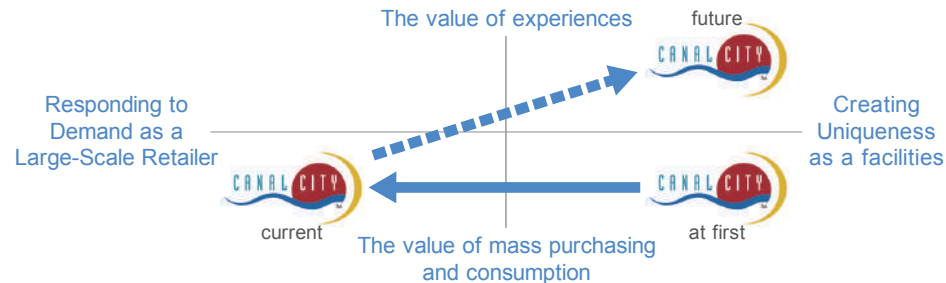 The value of experiences
future
CANAL CITY
Responding to
Demand as a
Large-Scale Retailer
Creating
Uniqueness
as a facilities
CANAL CITY
current
CANAL CITY
at first
The value of mass purchasing
and consumption